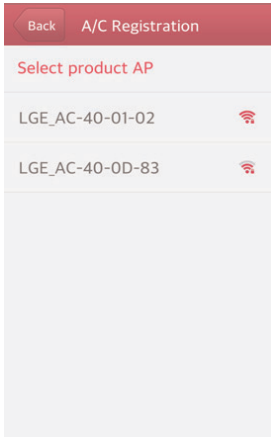 Back A/C Registration
Select product AP
LGE_AC-40-01-02
LGE_AC-40-0D-83